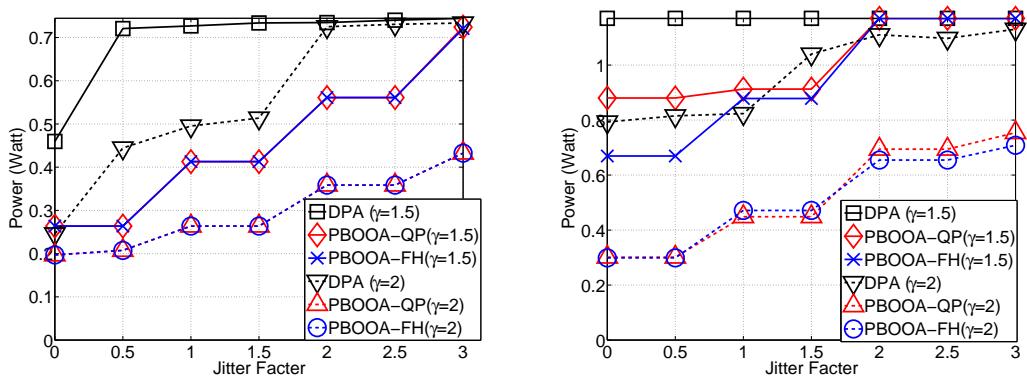 0.7
0.6
0.5
0.4
0.3
0.2
0.1
0
Power (Watt)
0 0.5 1 1.5 2 2.5 3
Jitter Facter
DPA (γ=1.5)
PBOOA−QP(γ=1.5)
PBOOA−FH(γ=1.5)
DPA (γ=2)
PBOOA−QP(γ=2)
PBOOA−FH(γ=2)
1
0.8
0.6
0.4
0.2
0
Power (Watt)
0 0.5 1 1.5 2 2.5 3
Jitter Facter
DPA (γ=1.5)
PBOOA−QP(γ=1.5)
PBOOA−FH(γ=1.5)
DPA (γ=2)
PBOOA−QP(γ=2)
PBOOA−FH(γ=2)